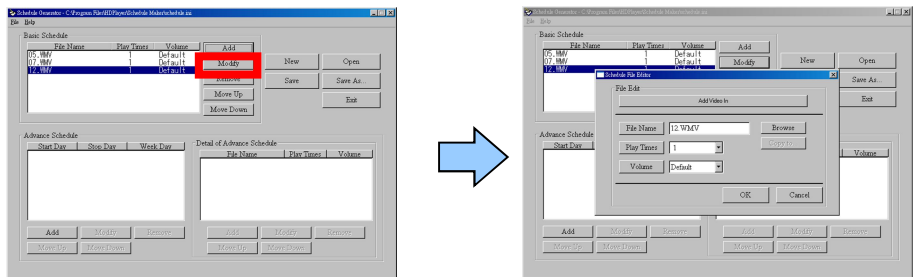 Schedule Generator - C:\Program Files\HDPlayer\Schedule Maker\schedule.ini
File Help
Basic Schedule
File Name Play Times Volume
05.WMV 1 Default
07.WMV 1 Default
12.WMV 1 Default
Add
Modify
Remove
Move Up
Move Down
New Open
Save Save As...
Exit
Advance Schedule
Start Day Stop Day Week Day
Detail of Advance Schedule
File Name Play Times Volume
Add Modify Remove
Move Up Move Down
Add Modify Remove
Move Up Move Down
Schedule Generator - C:\Program Files\HDPlayer\Schedule Maker\schedule.ini
File Help
Basic Schedule
File Name Play Times Volume
05.WMV 1 Default
07.WMV 1 Default
12.WMV
Add
Modify
New Open
Save As...
Exit
Schedule File Editor
File Edit
Add Video In
File Name 12.WMV Browse
Play Times 1 Copy to
Volume Default
OK Cancel
Advance Schedule
Start Day
Volume
Add Modify Remove
Move Up Move Down
Add Modify Remove
Move Up Move Down